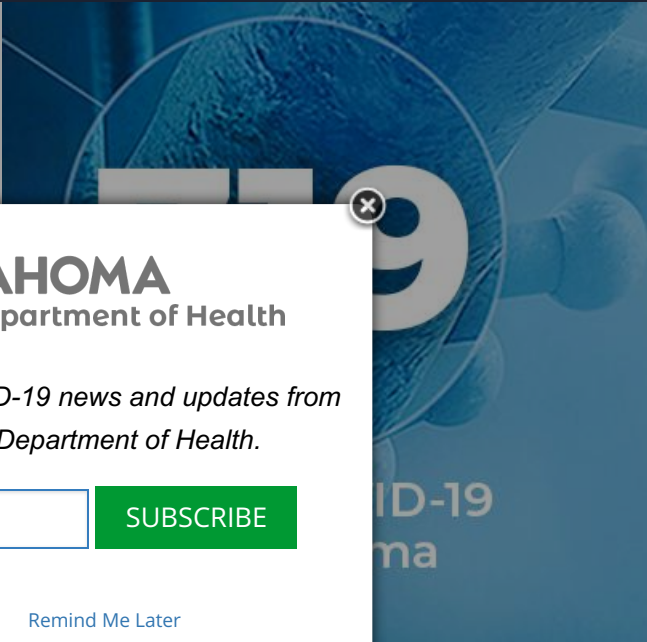 19
AHOMA
partment of Health
D-19 news and updates from
Department of Health.
SUBSCRIBE
ID-19
ma
Remind Me Later